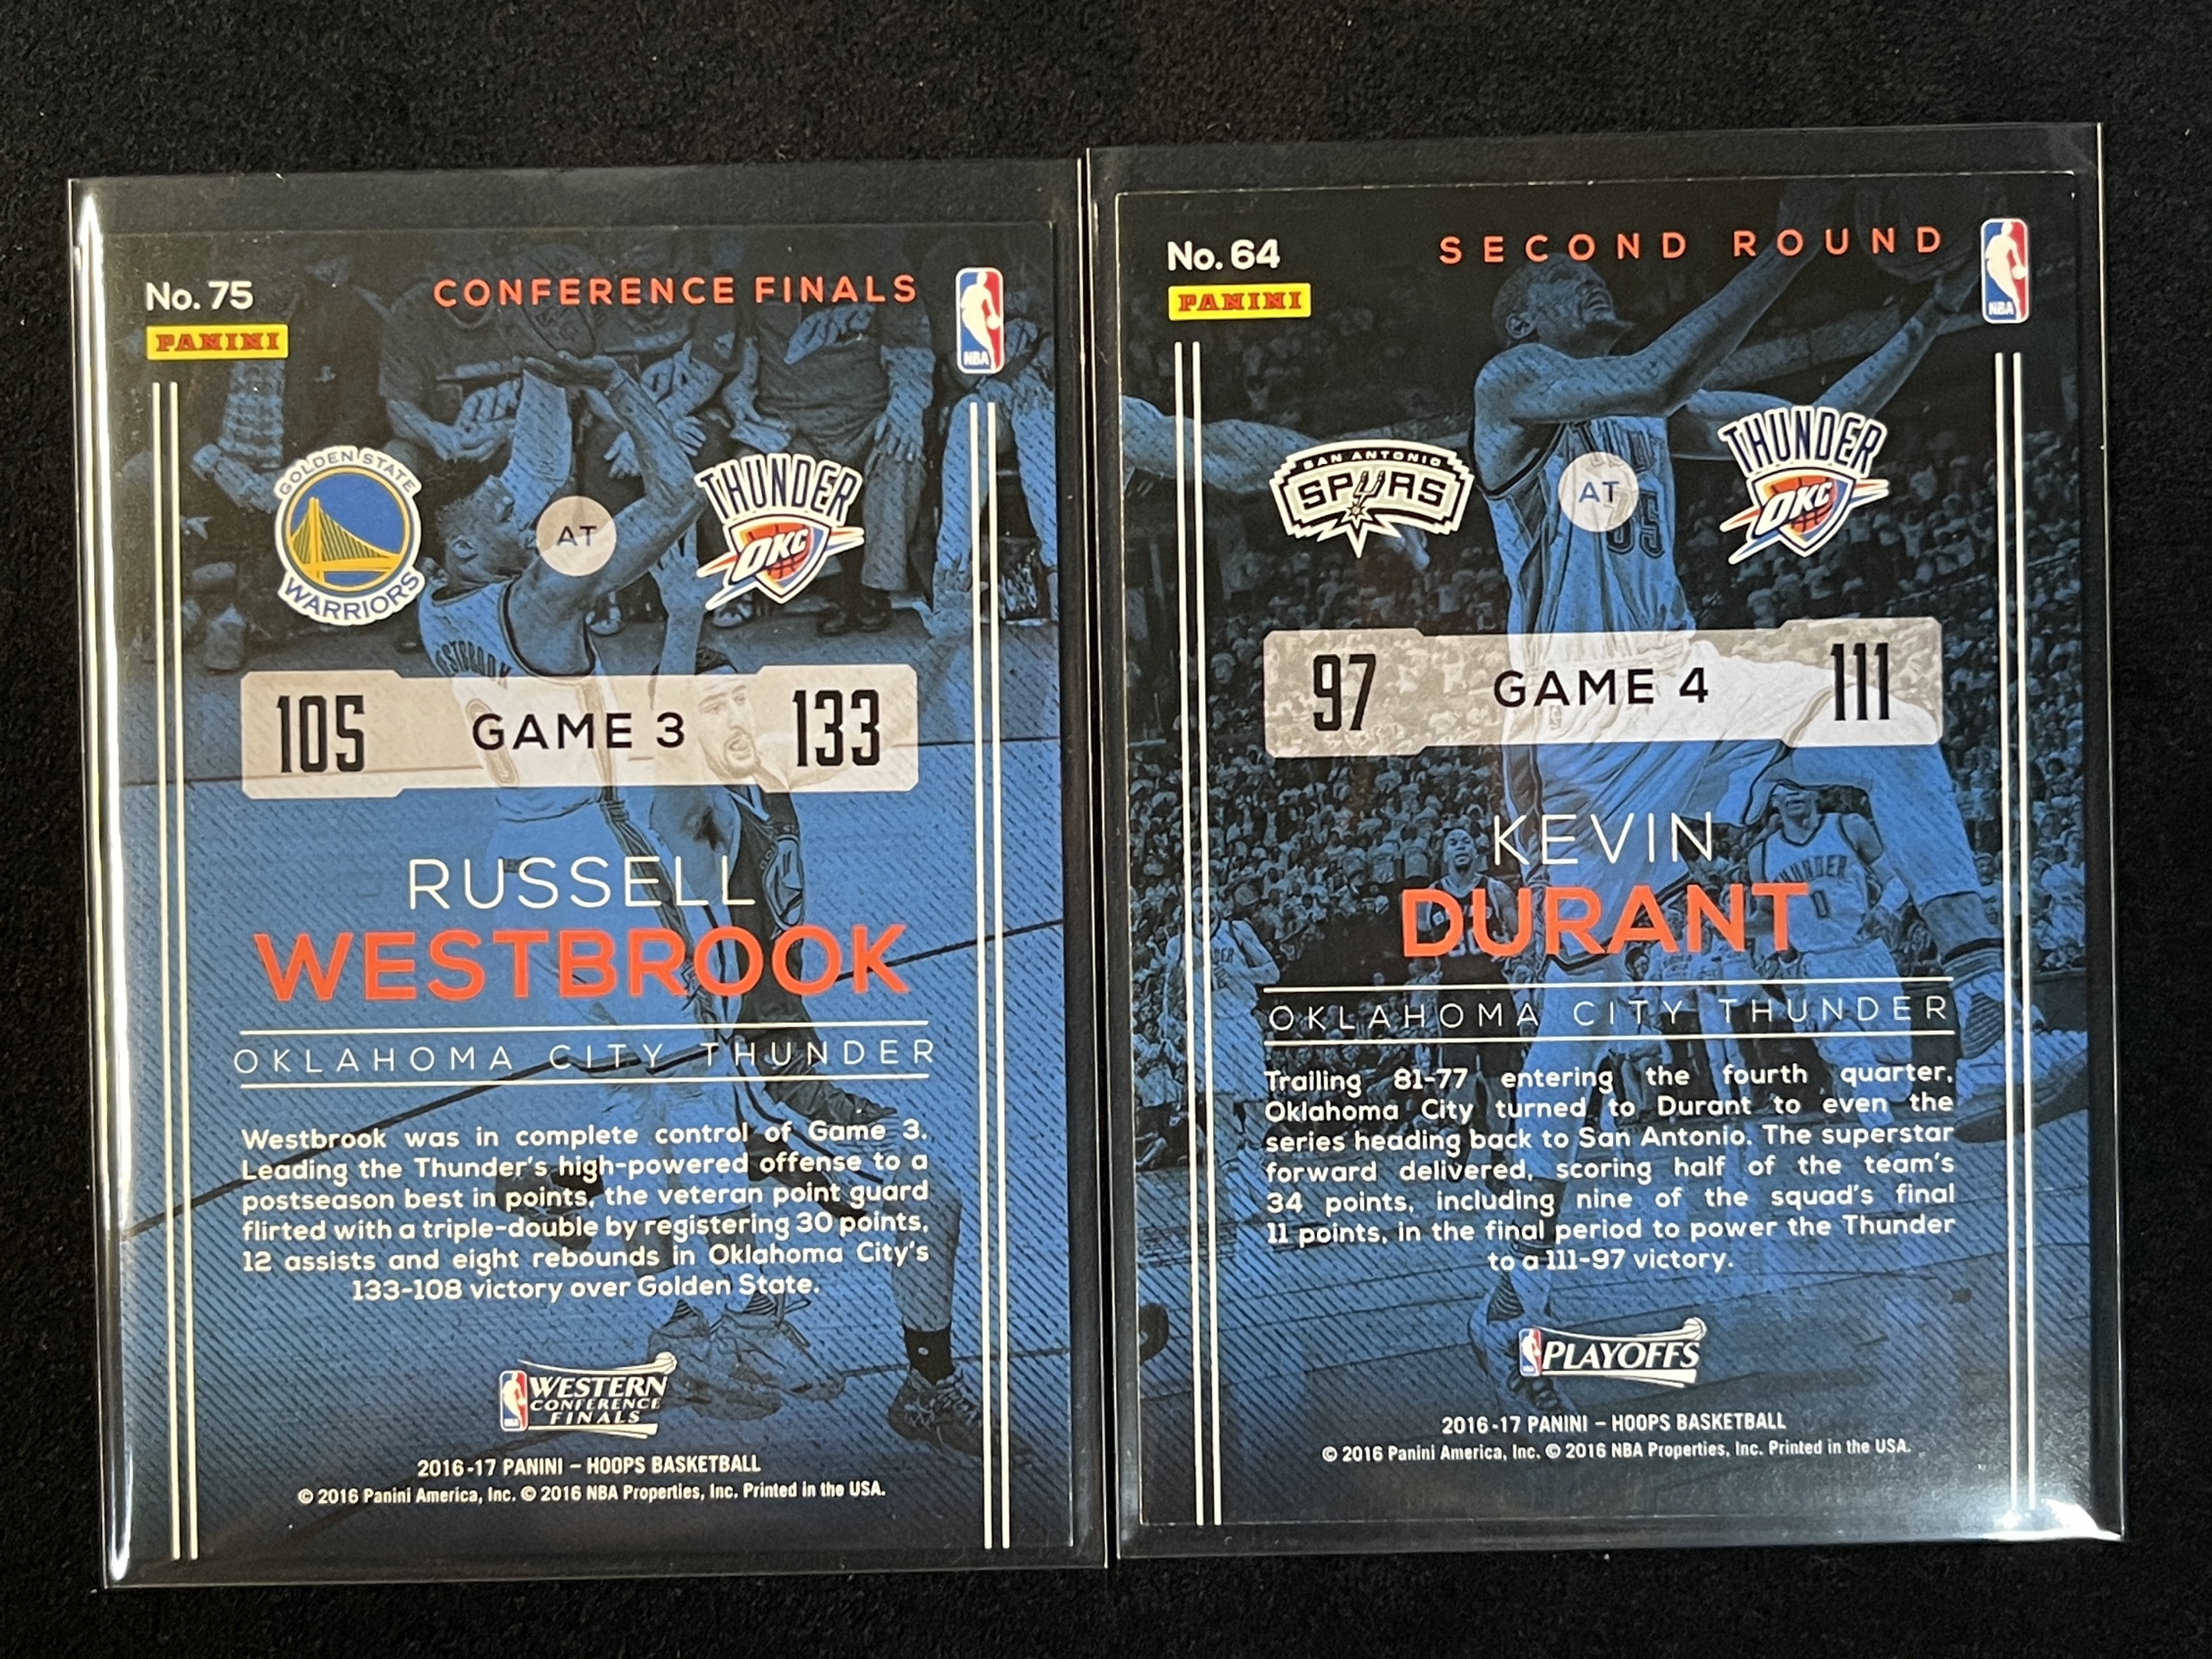 No. 75
PANINI
CONFERENCE FINALS
NBA
GOLDEN STATE
WARRIORS
AT
THUNDER
OKC
WESTBROOK
105
GAME 3
133
RUSSELL
WESTBROOK
OKLAHOMA CITY THUNDER
Westbrook was in complete control of Game 3.
Leading the Thunder's high-powered offense to a
postseason best in points, the veteran point guard
flirted with a triple-double by registering 30 points,
12 assists and eight rebounds in Oklahoma City's
133-108 victory over Golden State.
WESTERN
CONFERENCE
FINALS
2016-17 PANINI – HOOPS BASKETBALL
© 2016 Panini America, Inc. © 2016 NBA Properties, Inc. Printed in the USA.
No. 64
PANINI
SECOND ROUND
NBA
SAN ANTONIO
SPURS
AT
THUNDER
OKC
35
97
GAME 4
111
KEVIN
DURANT
THUNDER
0
OKLAHOMA CITY THUNDER
Trailing 81-77 entering the fourth quarter,
Oklahoma City turned to Durant to even the
series heading back to San Antonio. The superstar
forward delivered, scoring half of the team's
34 points, including nine of the squad's final
11 points, in the final period to power the Thunder
to a 111-97 victory.
PLAYOFFS
2016-17 PANINI – HOOPS BASKETBALL
© 2016 Panini America, Inc. © 2016 NBA Properties, Inc. Printed in the USA.